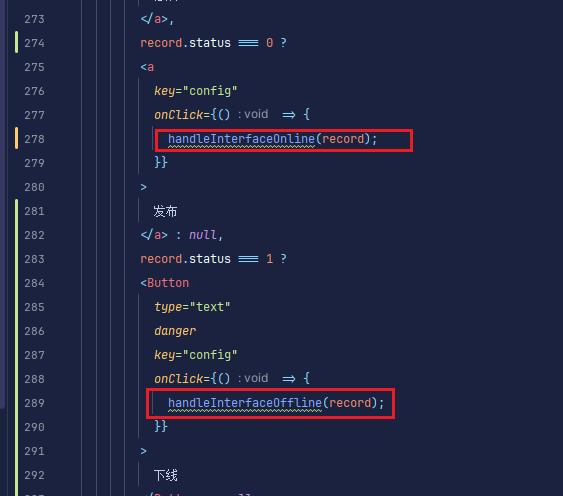 273 </a>,
274 record.status === 0 ?
275 <a
276 key="config"
277 onClick={() :void => {
278 handleInterfaceOnline(record);
279 }}
280 >
281 发布
282 </a> : null,
283 record.status === 1 ?
284 <Button
285 type="text"
286 danger
287 key="config"
288 onClick={() :void => {
289 handleInterfaceOffline(record);
290 }}
291 >
292 下线